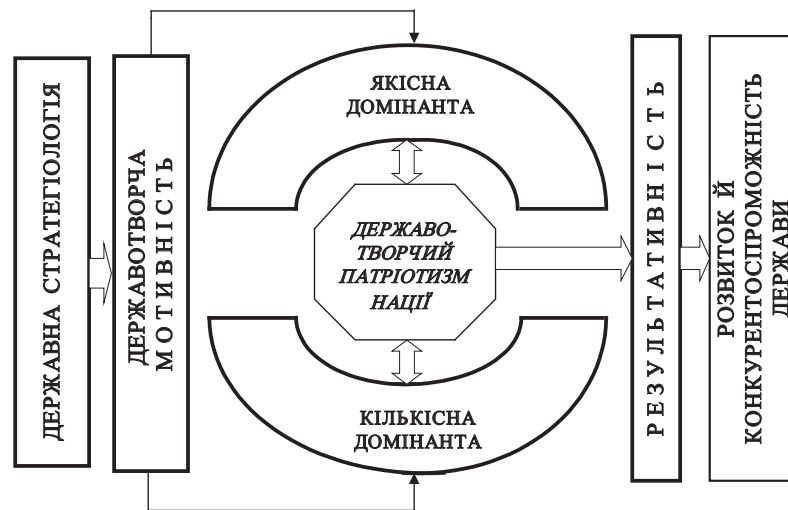 ДЕРЖАВНА СТРАТЕГІОЛОГІЯ
ДЕРЖАВОТВОРЧА
МОТИВНІСТЬ
ЯКІСНА
ДОМІНАНТА
ДЕРЖАВО-
ТВОРЧИЙ
ПАТРІОТИЗМ
НАЦІЇ
КІЛЬКІСНА
ДОМІНАНТА
РЕЗУЛЬТАТИВНІСТЬ
РОЗВИТОК Й
КОНКУРЕНТОСПРОМОЖНІСТЬ
ДЕРЖАВИ